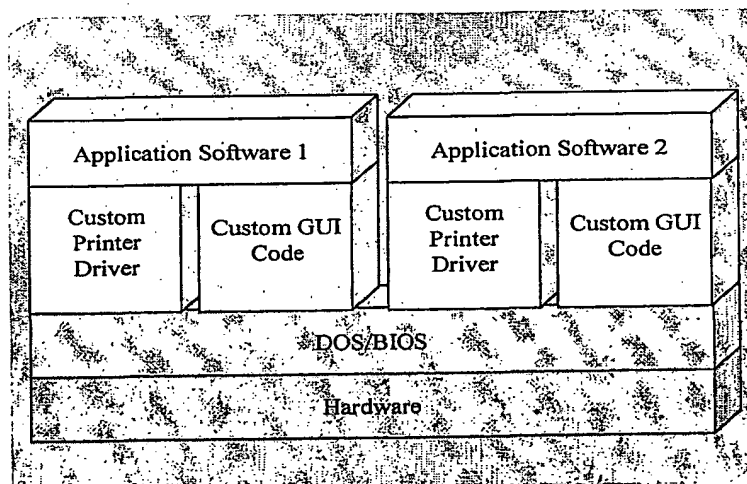 Application Software 1
Application Software 2
Custom
Printer
Driver
Custom GUI
Code
Custom
Printer
Driver
Custom GUI
Code
DOS/BIOS
Hardware